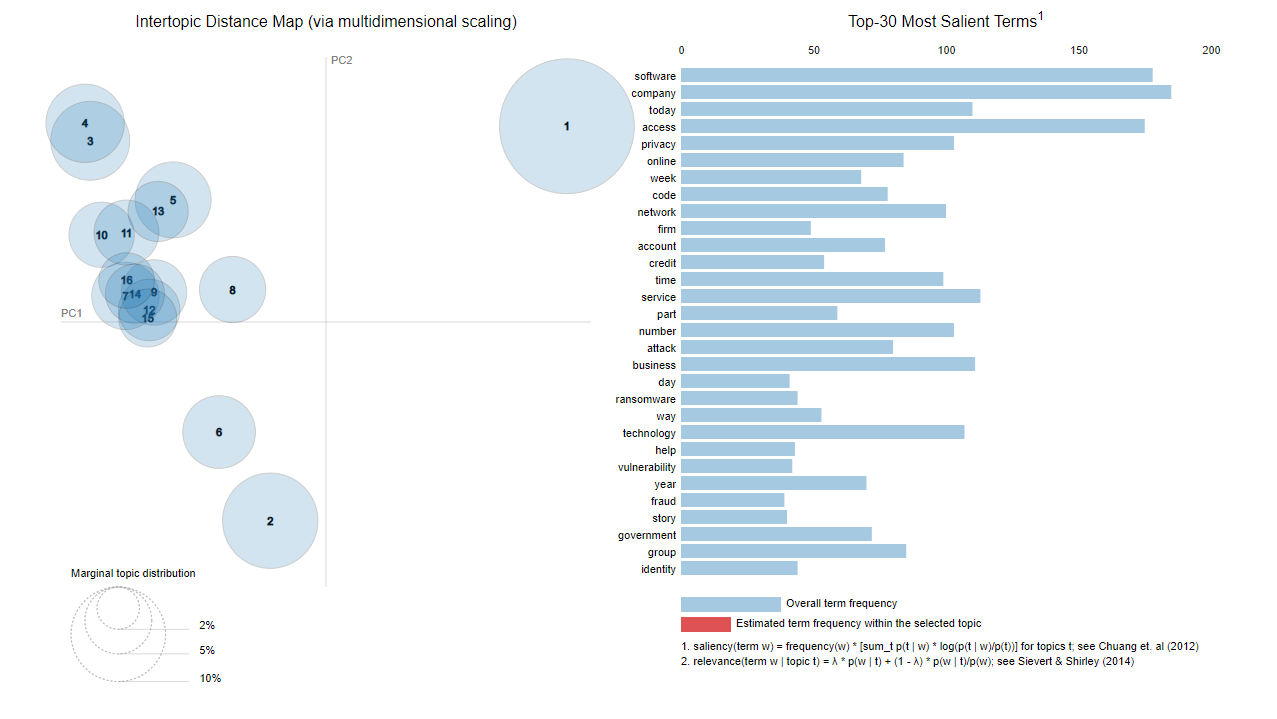 Intertopic Distance Map (via multidimensional scaling)
PC2
PC1
1
4
3
5
13
10
11
16
7
14
9
12
15
8
6
2
Marginal topic distribution
2%
5%
10%
Top-30 Most Salient Terms1
0 50 100 150 200
software
company
today
access
privacy
online
week
code
network
firm
account
credit
time
service
part
number
attack
business
day
ransomware
way
technology
help
vulnerability
year
fraud
story
government
group
identity
Overall term frequency
Estimated term frequency within the selected topic
1. saliency(term w) = frequency(w) * [sum_t p(t | w) * log(p(t | w)/p(t))] for topics t; see Chuang et. al (2012)
2. relevance(term w | topic t) = λ * p(w | t) + (1 - λ) * p(w | t)/p(w); see Sievert & Shirley (2014)